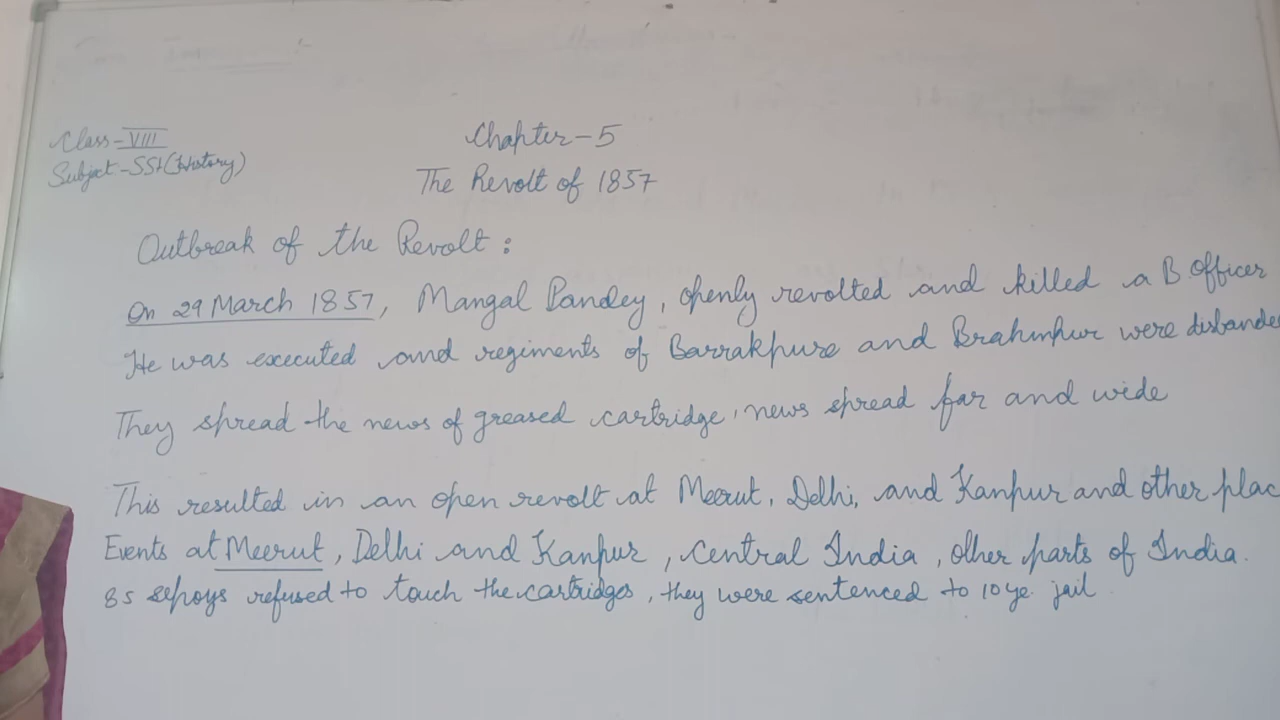 Class-VIII
Subject-SSt(History)
Chapter-5
The Revolt of 1857
Outbreak of the Revolt :
On 29 March 1857, Mangal Pandey, openly revolted and killed a B officer
He was executed and regiments of Barrakpure and Brahmpur were disbande
They spread the news of greased cartridge, news spread far and wide
This resulted in an open revolt at Meerut, Delhi, and Kanpur and other plac
Events at Meerut, Delhi and Kanpur, Central India, other parts of India.
85 sepoys refused to touch the cartridges, they were sentenced to 10 ye. jail